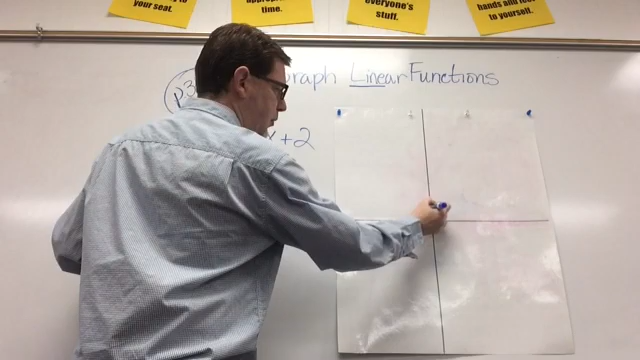 your seat.
time.
everyone's
stuff.
hands and feet
to yourself.
p3
raph Linear Functions
+2